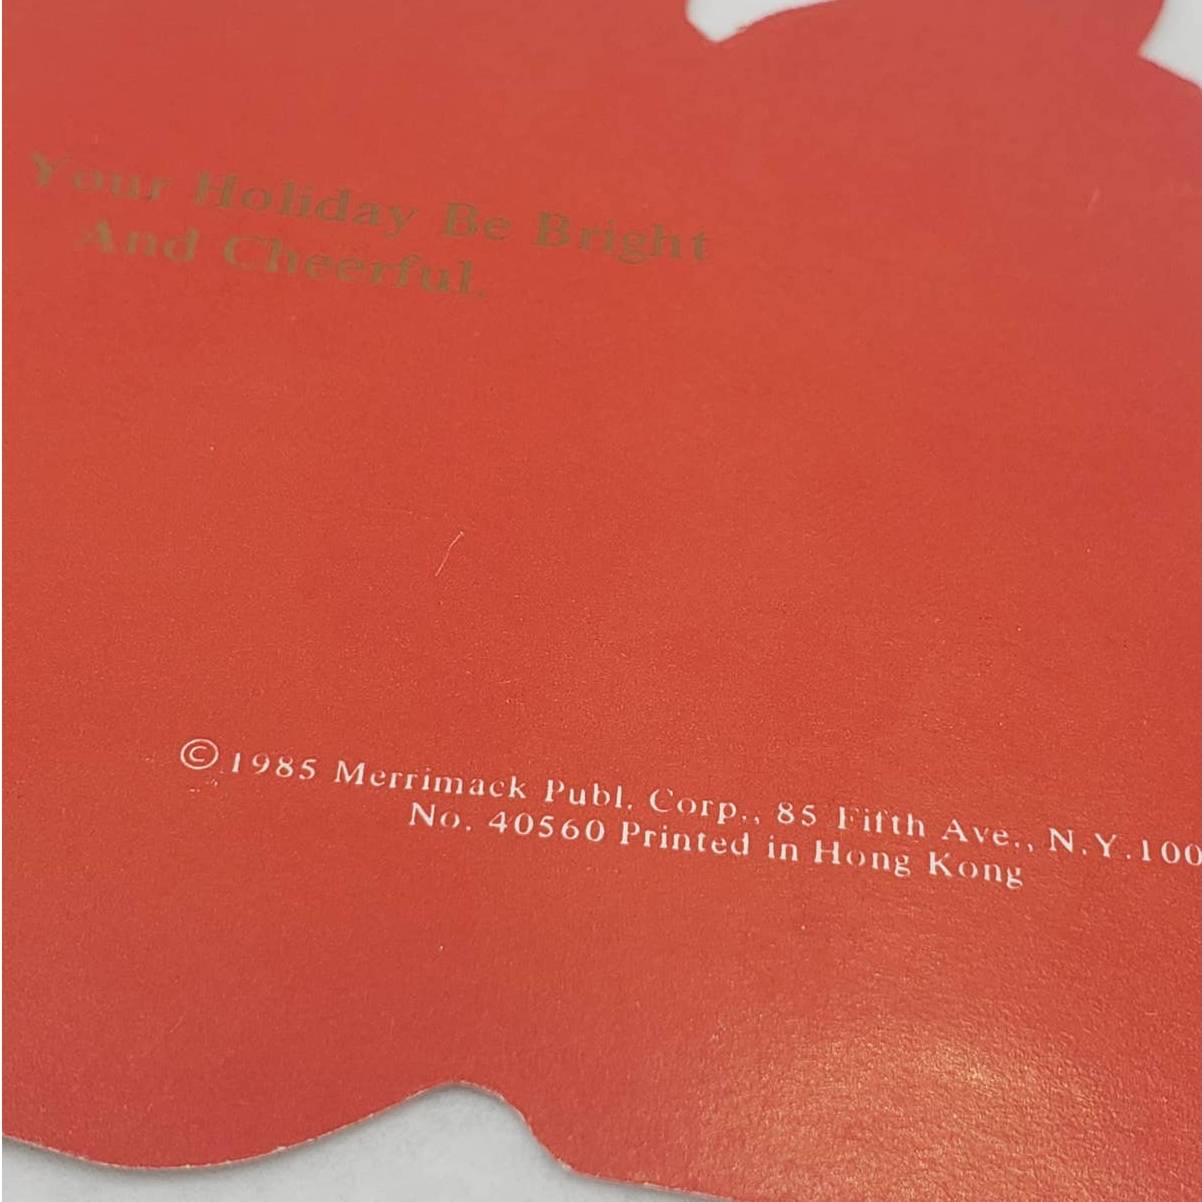 Your Holiday Be Bright
And Cheerful.
© 1985 Merrimack Publ. Corp., 85 Fifth Ave., N.Y.100
No. 40560 Printed in Hong Kong